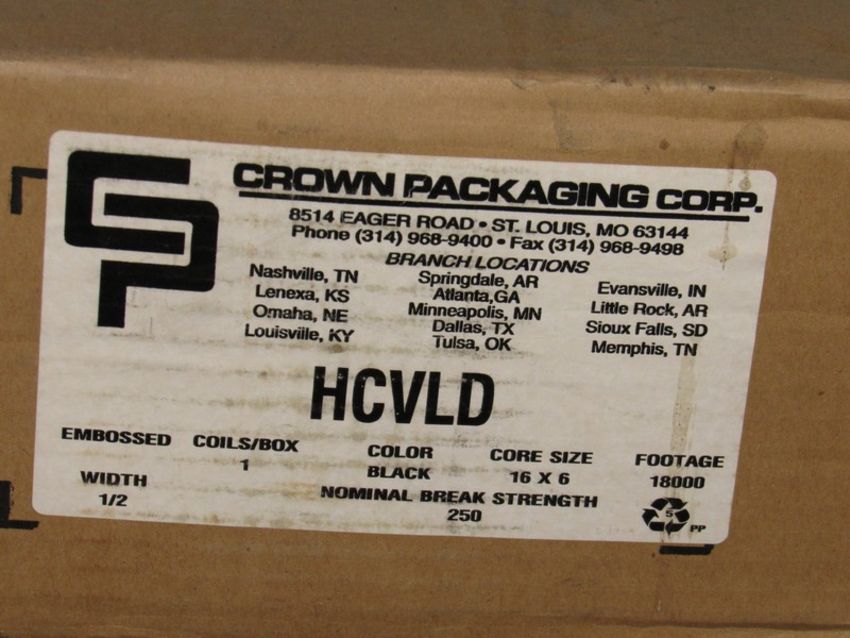 CP
CROWN PACKAGING CORP.
8514 EAGER ROAD • ST. LOUIS, MO 63144
Phone (314) 968-9400 • Fax (314) 968-9498
BRANCH LOCATIONS
Nashville, TN Springdale, AR Evansville, IN
Lenexa, KS Atlanta,GA Little Rock, AR
Omaha, NE Minneapolis, MN Sioux Falls, SD
Louisville, KY Dallas, TX Memphis, TN
Tulsa, OK
HCVLD
EMBOSSED COILS/BOX COLOR CORE SIZE FOOTAGE
1 BLACK 16 X 6 18000
WIDTH NOMINAL BREAK STRENGTH
1/2 250
5 PP